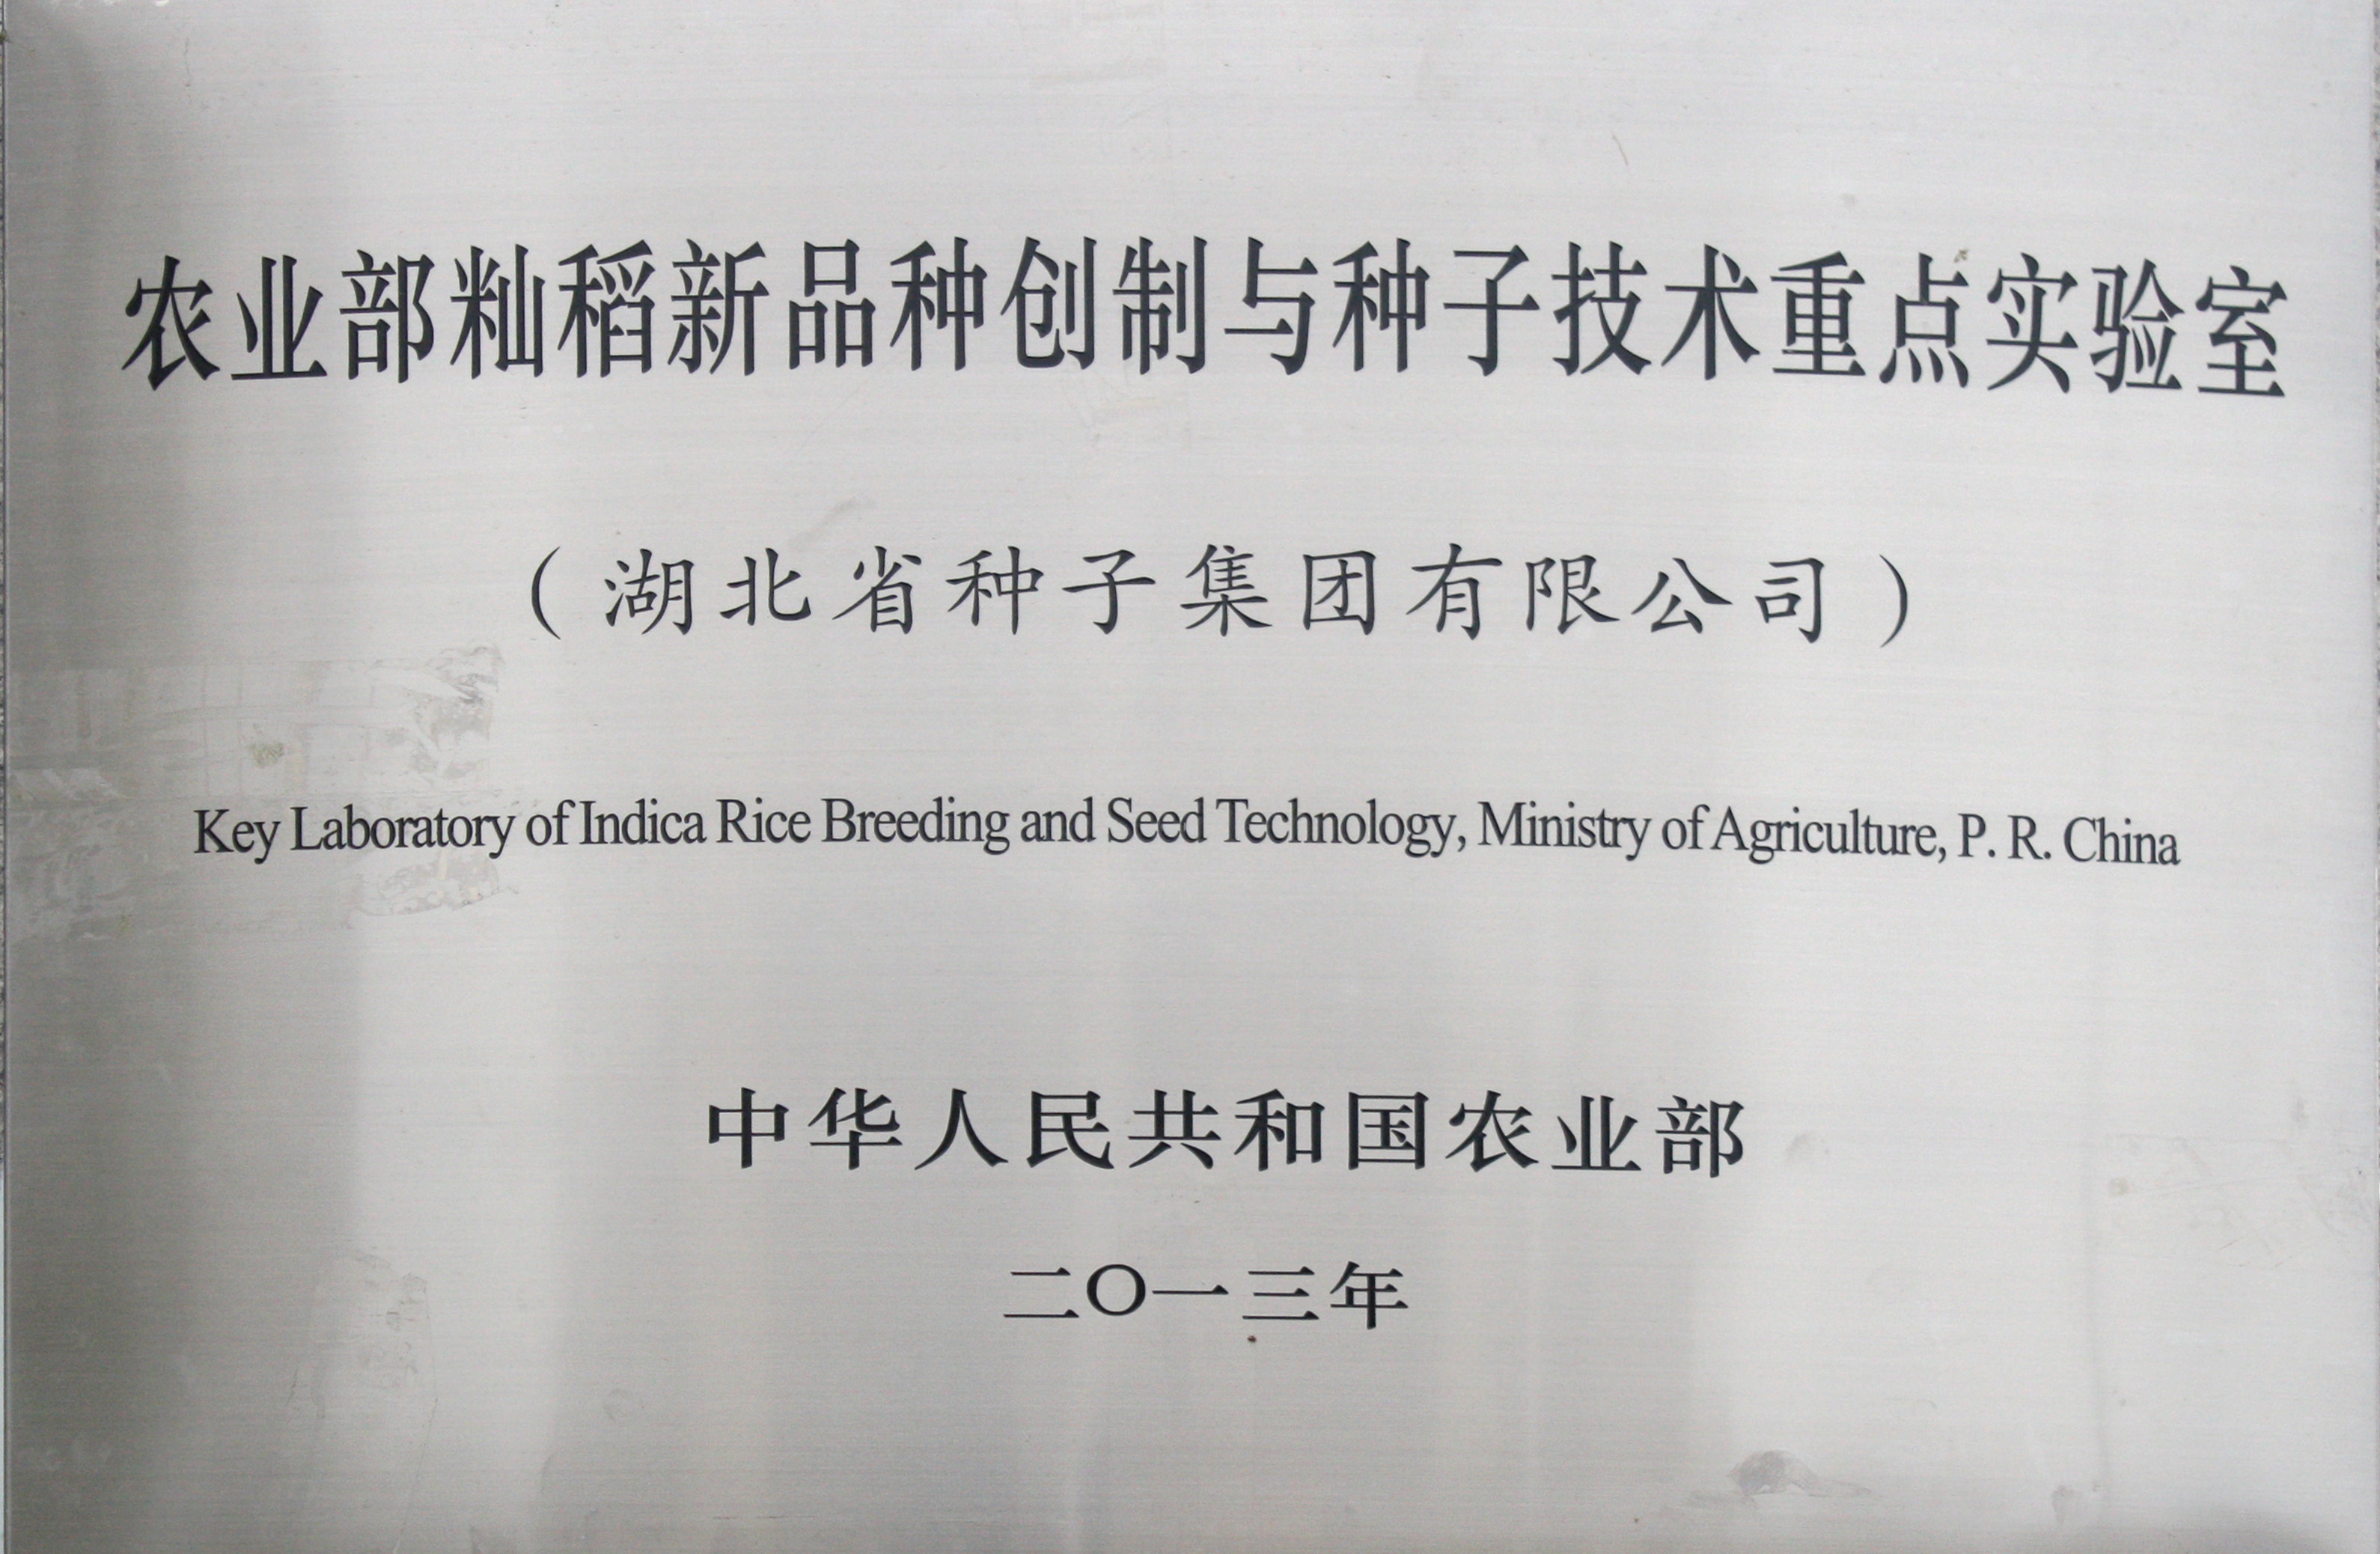 农业部籼稻新品种创制与种子技术重点实验室
（湖北省种子集团有限公司）
Key Laboratory of Indica Rice Breeding and Seed Technology, Ministry of Agriculture, P. R. China
中华人民共和国农业部
二〇一三年